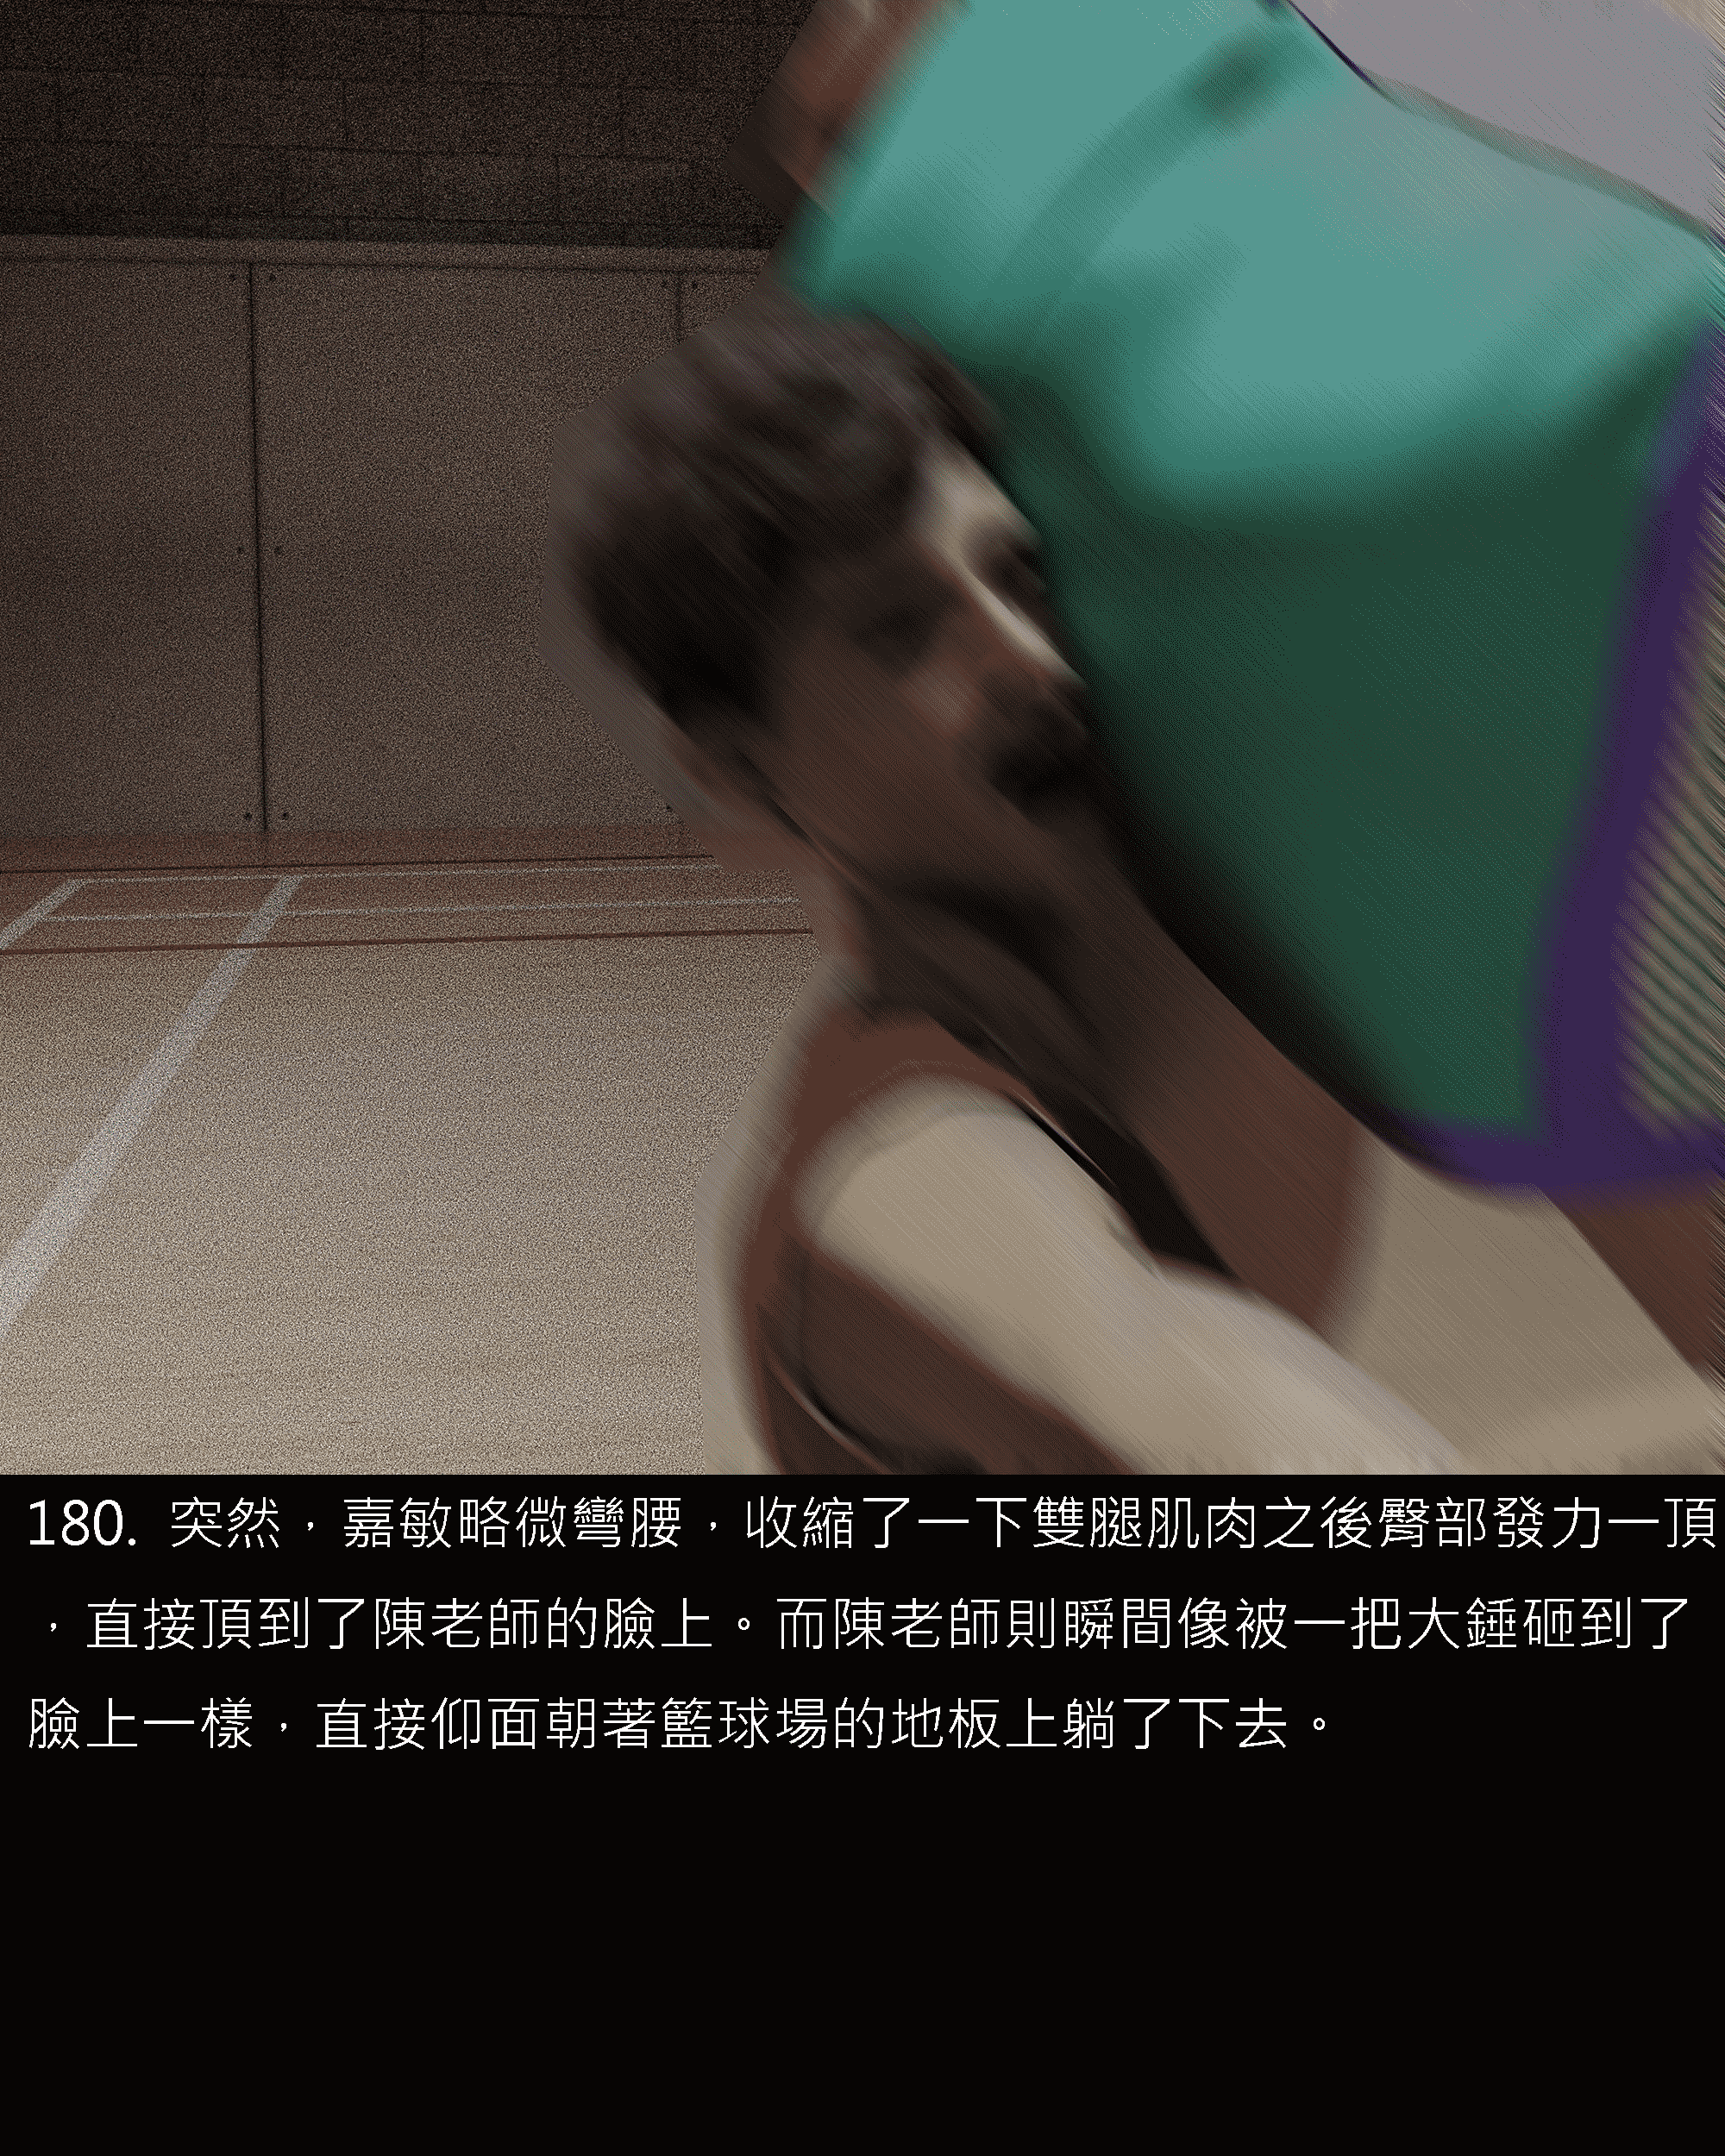 180. 突然，嘉敏略微彎腰，收縮了一下雙腿肌肉之後臀部發力一頂
，直接頂到了陳老師的臉上。而陳老師則瞬間像被一把大錘砸到了
臉上一樣，直接仰面朝著籃球場的地板上躺了下去。